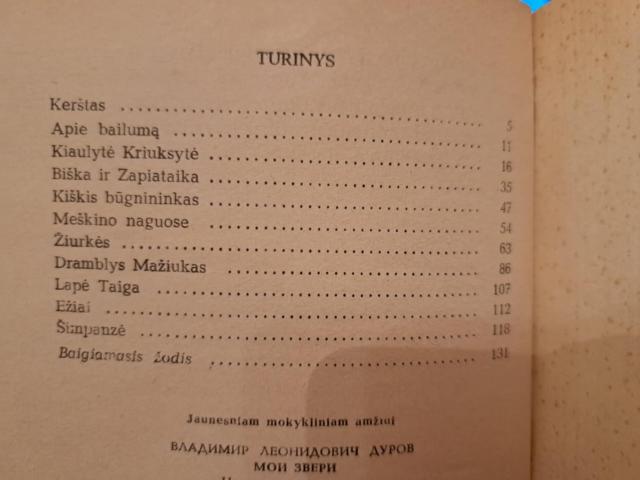 TURINYS
Kerštas 5
Apie bailumą 11
Kiaulytė Kriuksytė 16
Biška ir Zapiataika 35
Kiškis būgnininkas 47
Meškino naguose 54
Žiurkės 63
Dramblys Mažiukas 86
Lapė Taiga 107
Ežiai 112
Šimpanzė 118
Baigiamasis žodis 131
Jaunesniam mokykliniam amžiui
ВЛАДИМИР ЛЕОНИДОВИЧ ДУРОВ
МОИ ЗВЕРИ